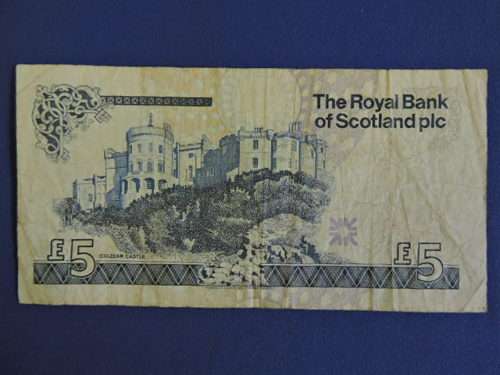 The Royal Bank
of Scotland plc
CULZEAN CASTLE
£5
£5